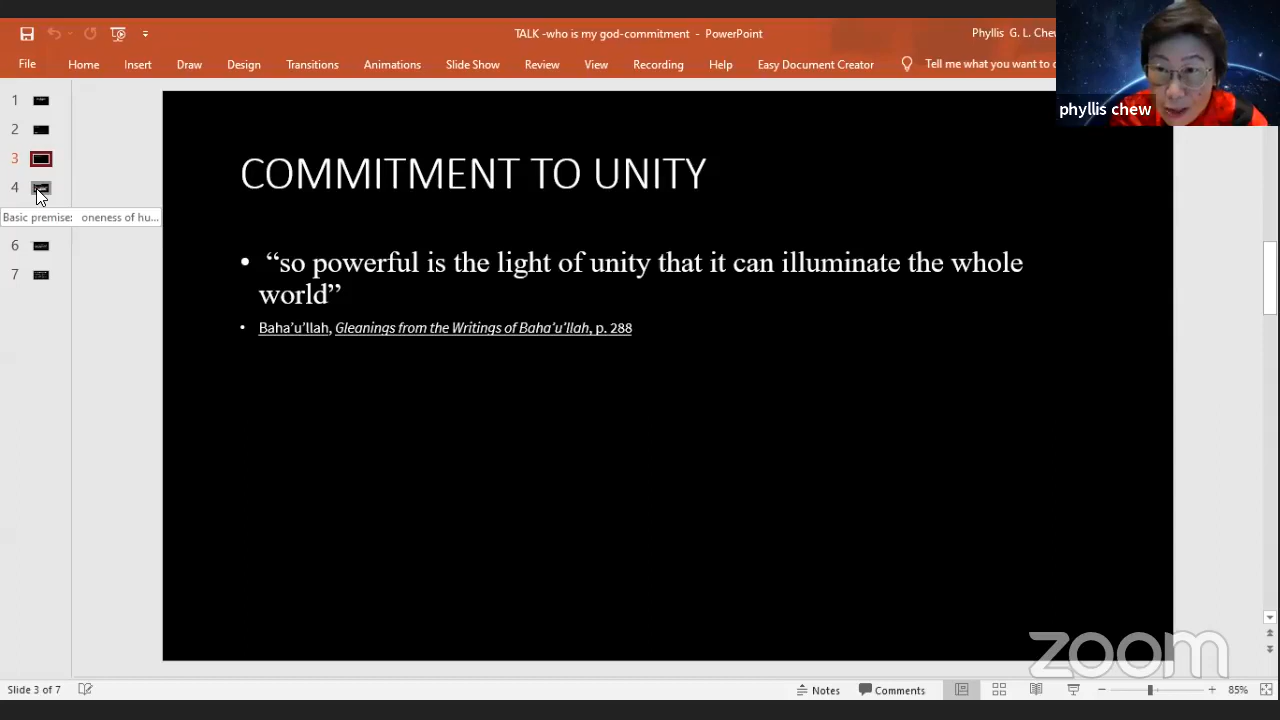 TALK -who is my god-commitment - PowerPoint
Phyllis G. L. Chew
File Home Insert Draw Design Transitions Animations Slide Show Review View Recording Help Easy Document Creator Tell me what you want to
phyllis chew
1
2
3
4
Basic premise: oneness of hu...
6
7
COMMITMENT TO UNITY
• “so powerful is the light of unity that it can illuminate the whole
world”
• Baha’u’llah, Gleanings from the Writings of Baha’u’llah, p. 288
zoom
Slide 3 of 7 Notes Comments 85%